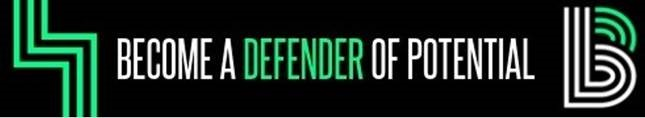 BECOME A DEFENDER OF POTENTIAL